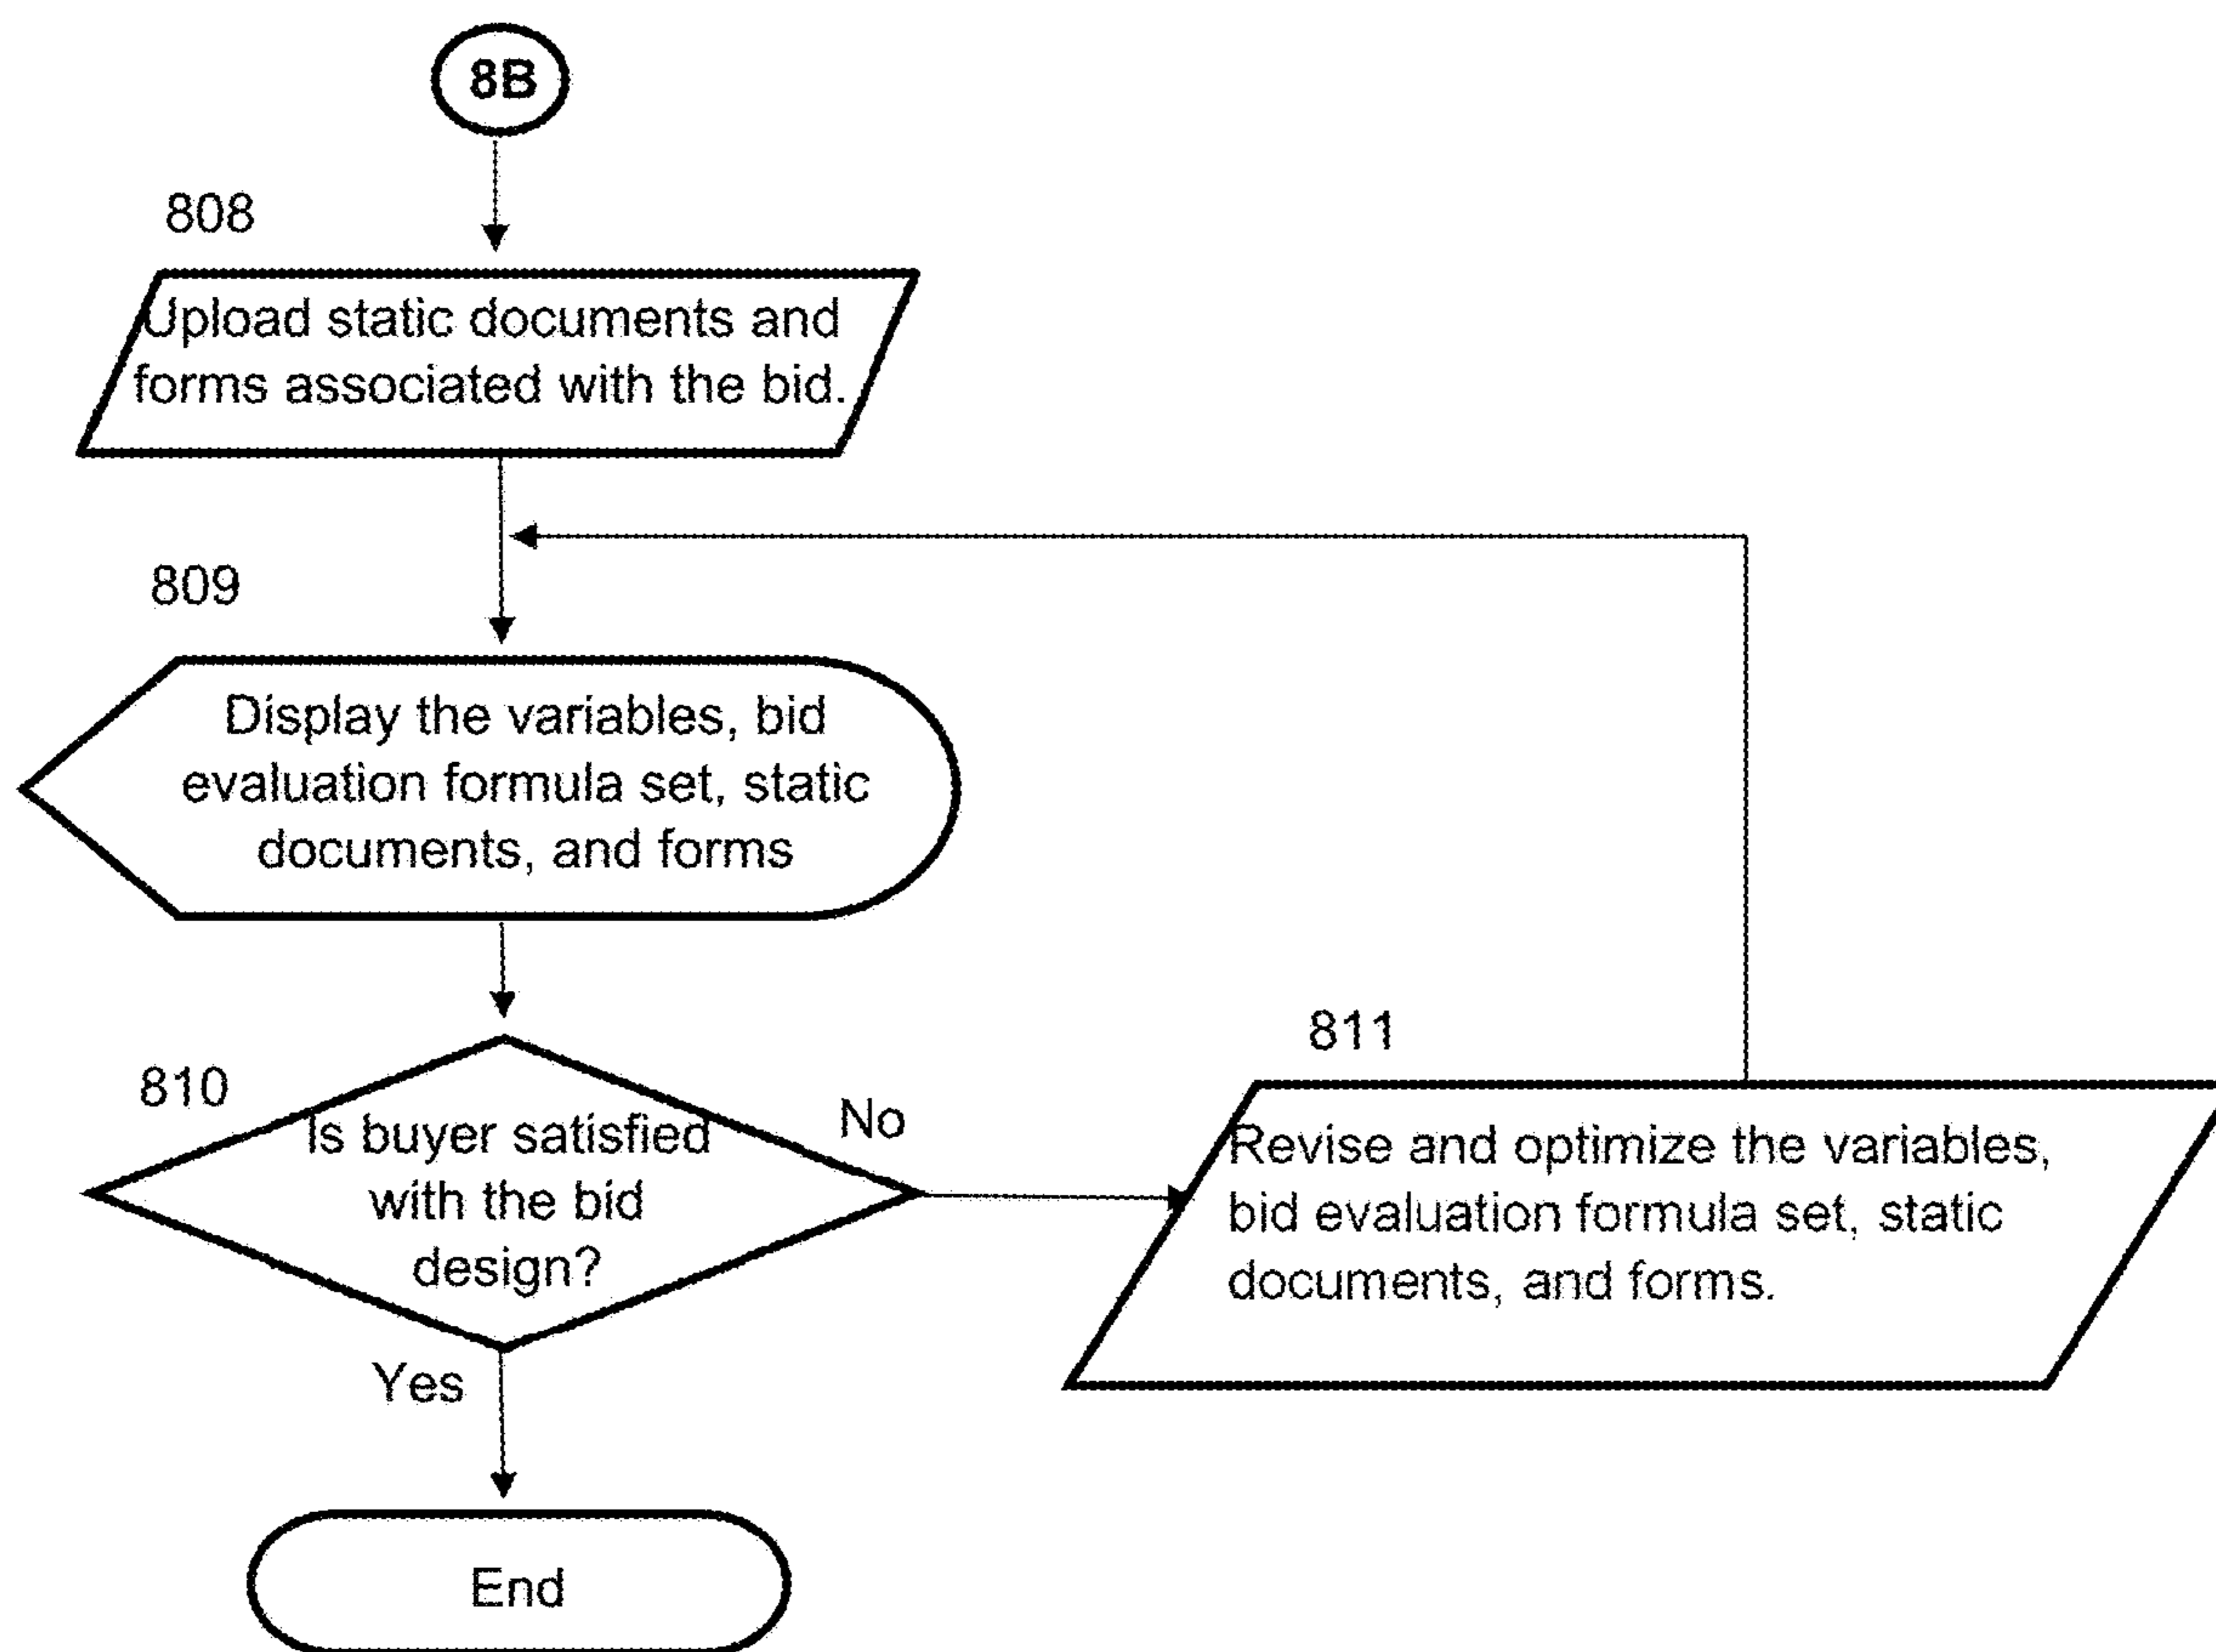 8B
808
Upload static documents and
forms associated with the bid.
809
Display the variables, bid
evaluation formula set, static
documents, and forms
810
Is buyer satisfied
with the bid
design?
No
811
Revise and optimize the variables,
bid evaluation formula set, static
documents, and forms.
Yes
End